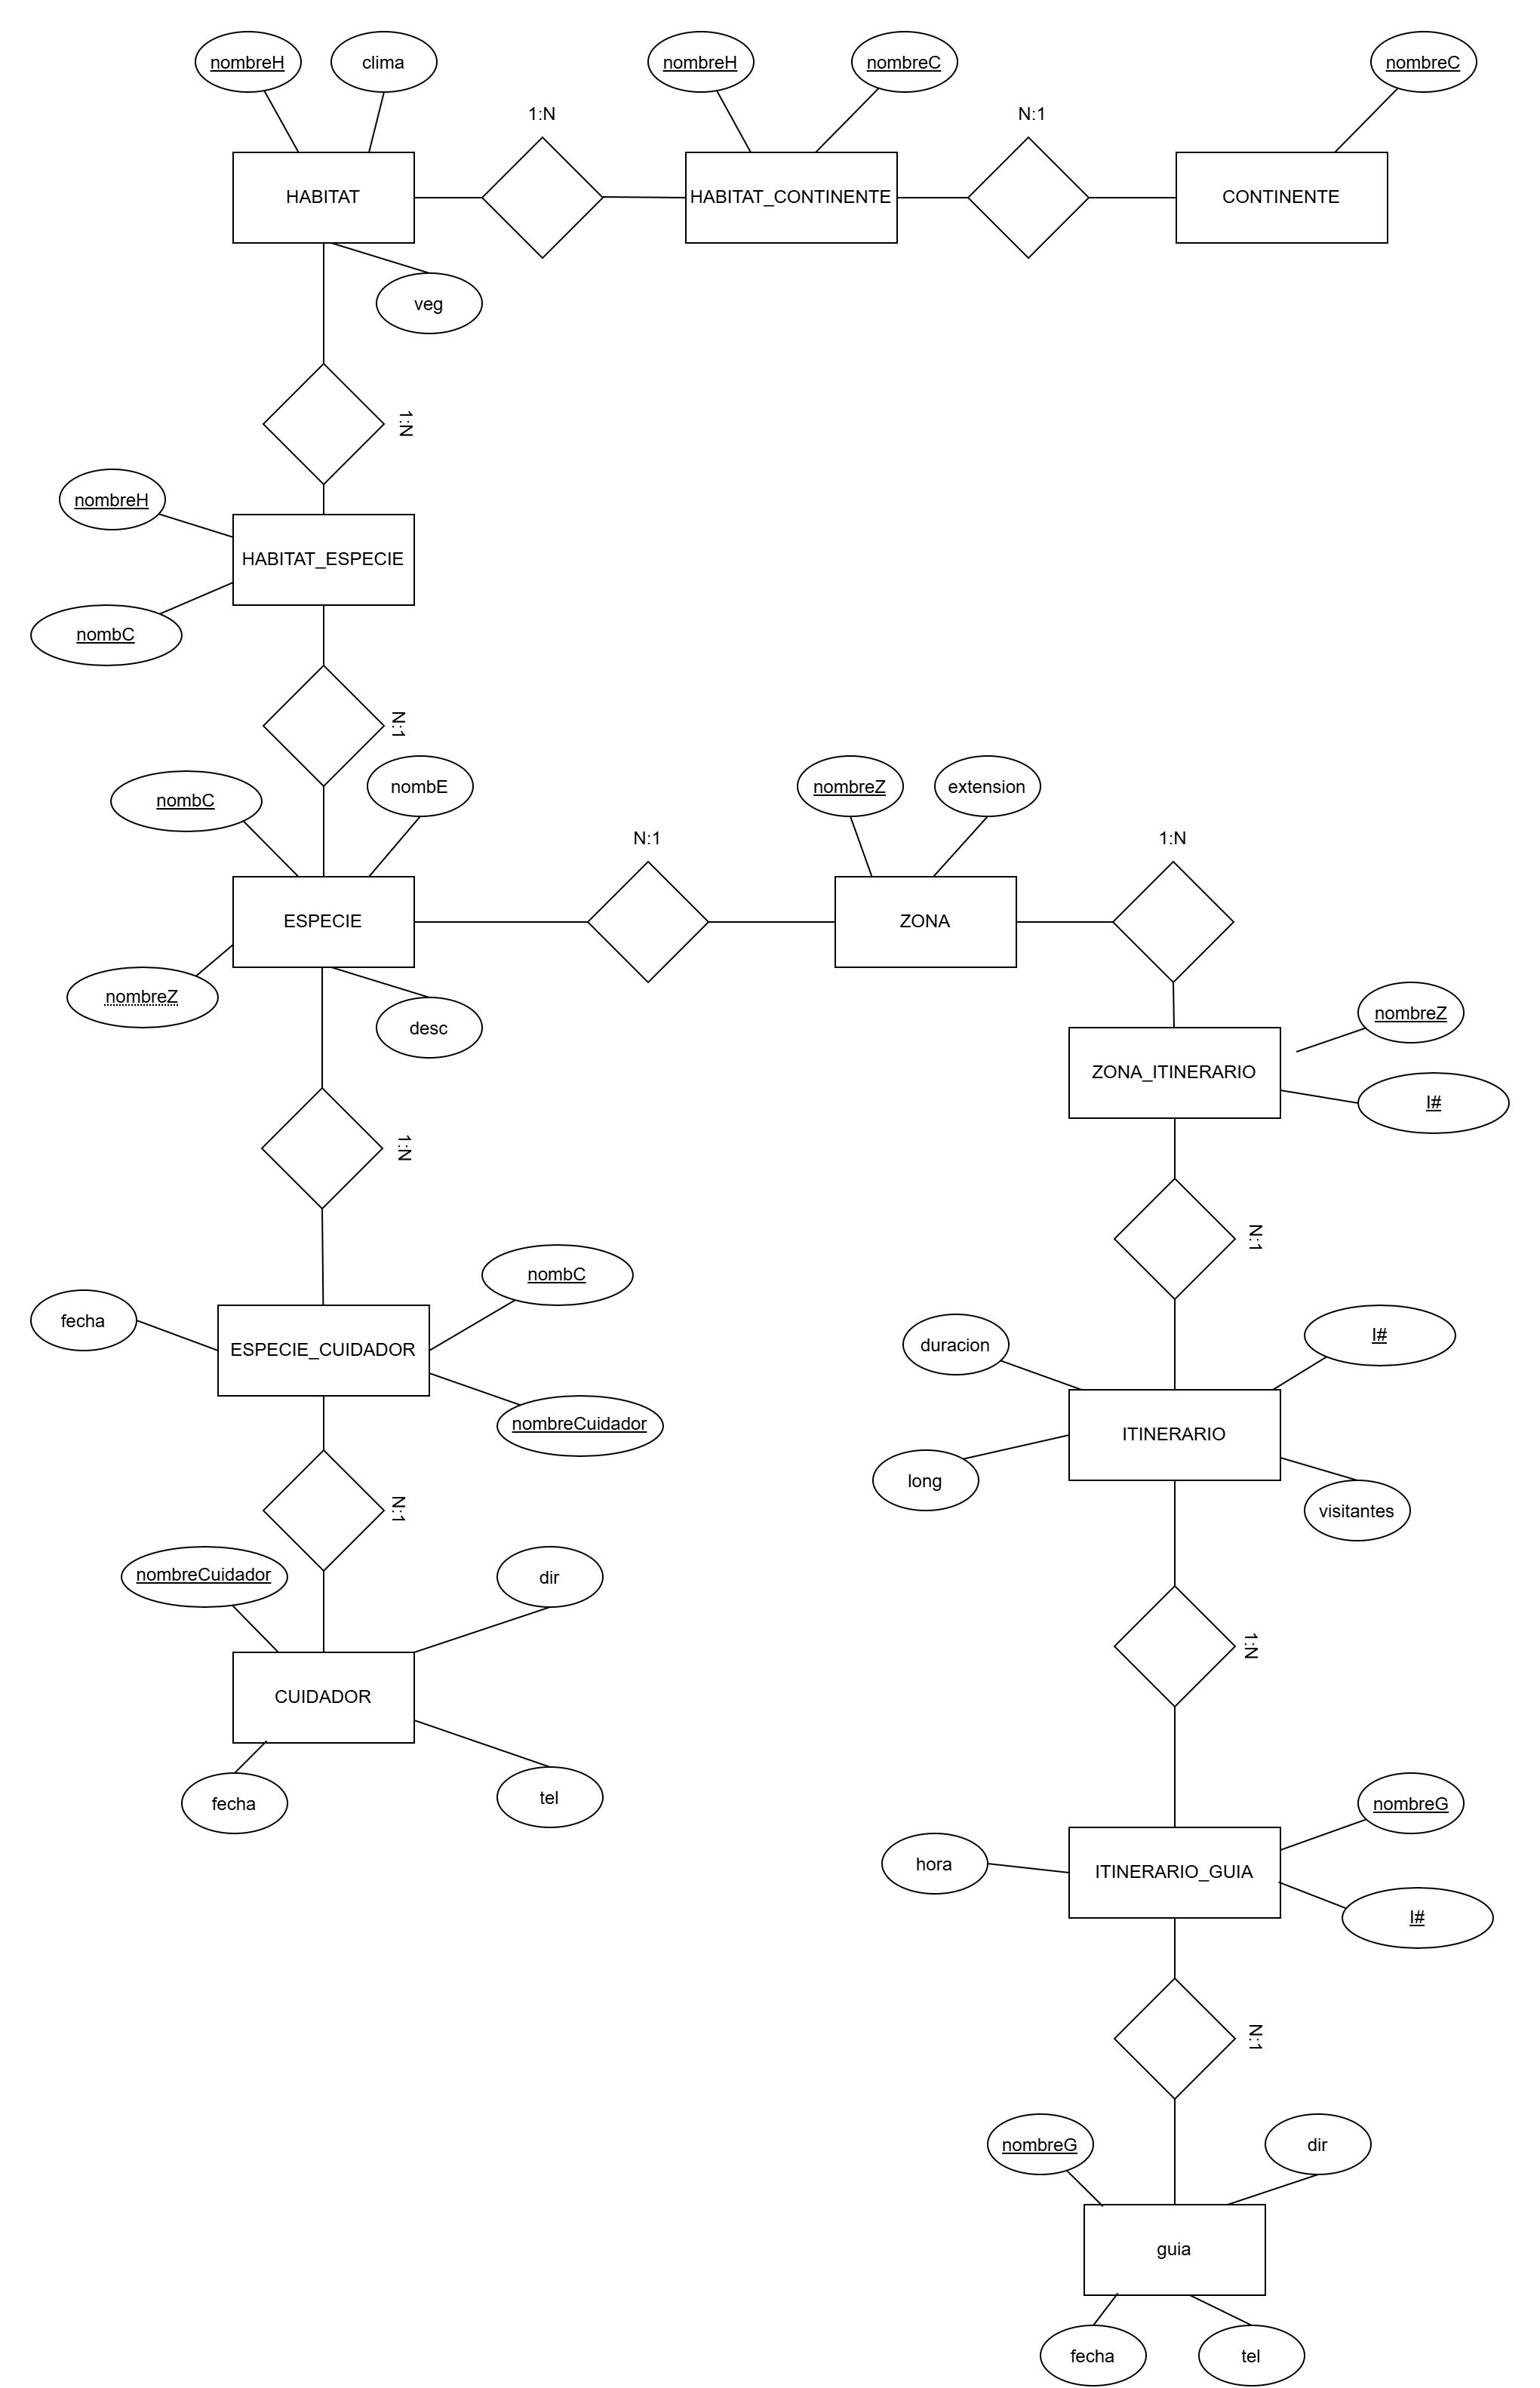 nombreH
clima
nombreH
nombreC
nombreC
1:N
N:1
HABITAT
HABITAT_CONTINENTE
CONTINENTE
veg
1:N
nombreH
HABITAT_ESPECIE
nombC
N:1
nombC
nombE
nombreZ
extension
N:1
1:N
ESPECIE
ZONA
nombreZ
desc
nombreZ
ZONA_ITINERARIO
I#
1:N
N:1
nombC
fecha
ESPECIE_CUIDADOR
nombreCuidador
duracion
I#
ITINERARIO
long
visitantes
N:1
nombreCuidador
dir
1:N
CUIDADOR
fecha
tel
nombreG
hora
ITINERARIO_GUIA
I#
N:1
nombreG
dir
guia
fecha
tel